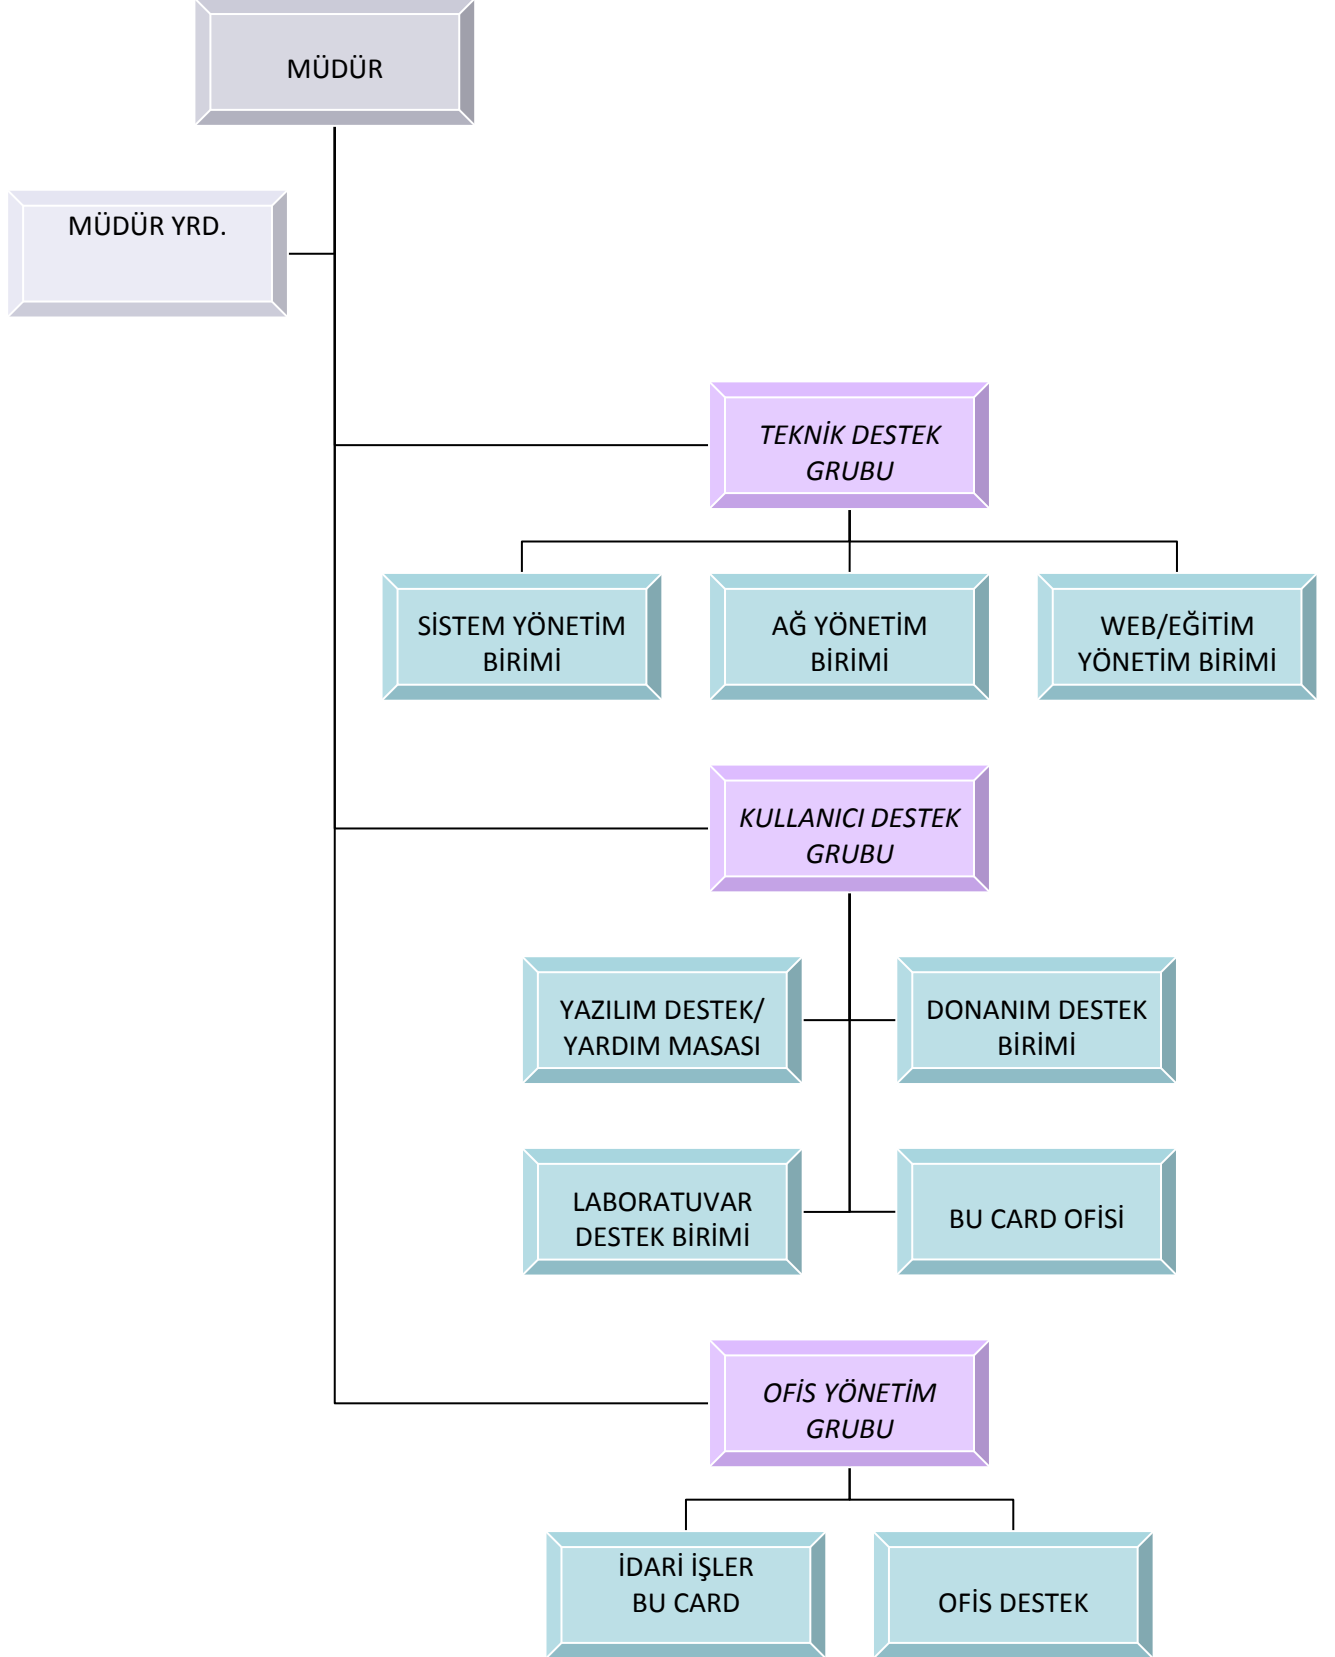 MÜDÜR
MÜDÜR YRD.
TEKNİK DESTEK
GRUBU
SİSTEM YÖNETİM
BİRİMİ
AĞ YÖNETİM
BİRİMİ
WEB/EĞİTİM
YÖNETİM BİRİMİ
KULLANICI DESTEK
GRUBU
YAZILIM DESTEK/
YARDIM MASASI
DONANIM DESTEK
BİRİMİ
LABORATUVAR
DESTEK BİRİMİ
BU CARD OFİSİ
OFİS YÖNETİM
GRUBU
İDARİ İŞLER
BU CARD
OFİS DESTEK